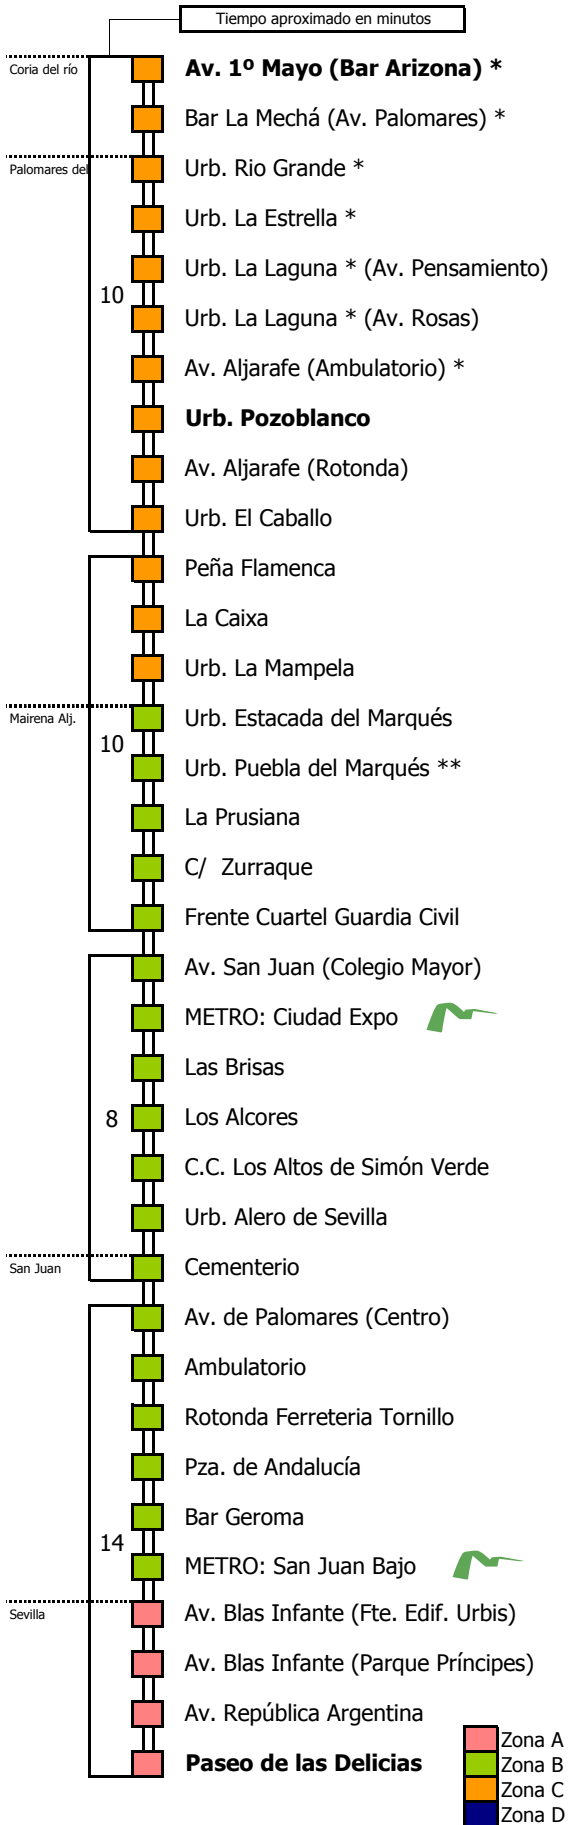 Tiempo aproximado en minutos
Coria del río
Av. 1º Mayo (Bar Arizona) *
Bar La Mechá (Av. Palomares) *
Palomares del
Urb. Rio Grande *
Urb. La Estrella *
Urb. La Laguna * (Av. Pensamiento)
10
Urb. La Laguna * (Av. Rosas)
Av. Aljarafe (Ambulatorio) *
Urb. Pozoblanco
Av. Aljarafe (Rotonda)
Urb. El Caballo
Peña Flamenca
La Caixa
Urb. La Mampela
Mairena Alj.
Urb. Estacada del Marqués
10
Urb. Puebla del Marqués **
La Prusiana
C/ Zurraque
Frente Cuartel Guardia Civil
Av. San Juan (Colegio Mayor)
METRO: Ciudad Expo
Las Brisas
8
Los Alcores
C.C. Los Altos de Simón Verde
Urb. Alero de Sevilla
San Juan
Cementerio
Av. de Palomares (Centro)
Ambulatorio
Rotonda Ferreteria Tornillo
Pza. de Andalucía
Bar Geroma
14
METRO: San Juan Bajo
Sevilla
Av. Blas Infante (Fte. Edif. Urbis)
Av. Blas Infante (Parque Príncipes)
Av. República Argentina
Paseo de las Delicias
Zona A
Zona B
Zona C
Zona D